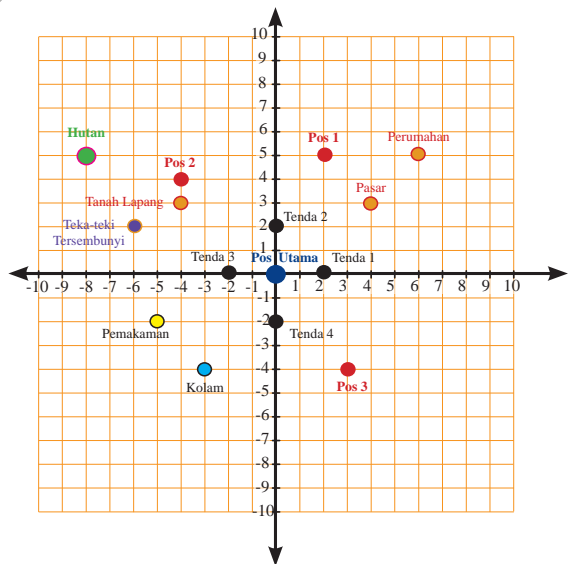 10
9
8
7
6
5
4
3
2
1
Hutan
Pos 1
Perumahan
Pos 2
Pasar
Tanah Lapang
Teka-teki
Tersembunyi
Tenda 2
Tenda 3
Pos Utama
Tenda 1
-10 -9 -8 -7 -6 -5 -4 -3 -2 -1 1 2 3 4 5 6 7 8 9 10
-1
-2
-3
-4
-5
-6
-7
-8
-9
-10
Pemakaman
Tenda 4
Kolam
Pos 3